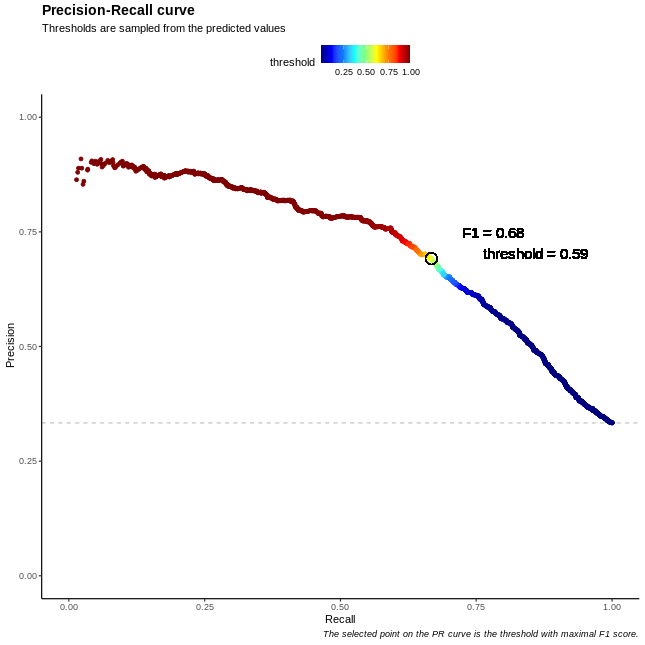 Precision-Recall curve
Thresholds are sampled from the predicted values
threshold
0.25 0.50 0.75 1.00
1.00
F1 = 0.68
0.75
threshold = 0.59
Precision
0.50
0.25
0.00
0.00 0.25 0.50 0.75 1.00
Recall
The selected point on the PR curve is the threshold with maximal F1 score.